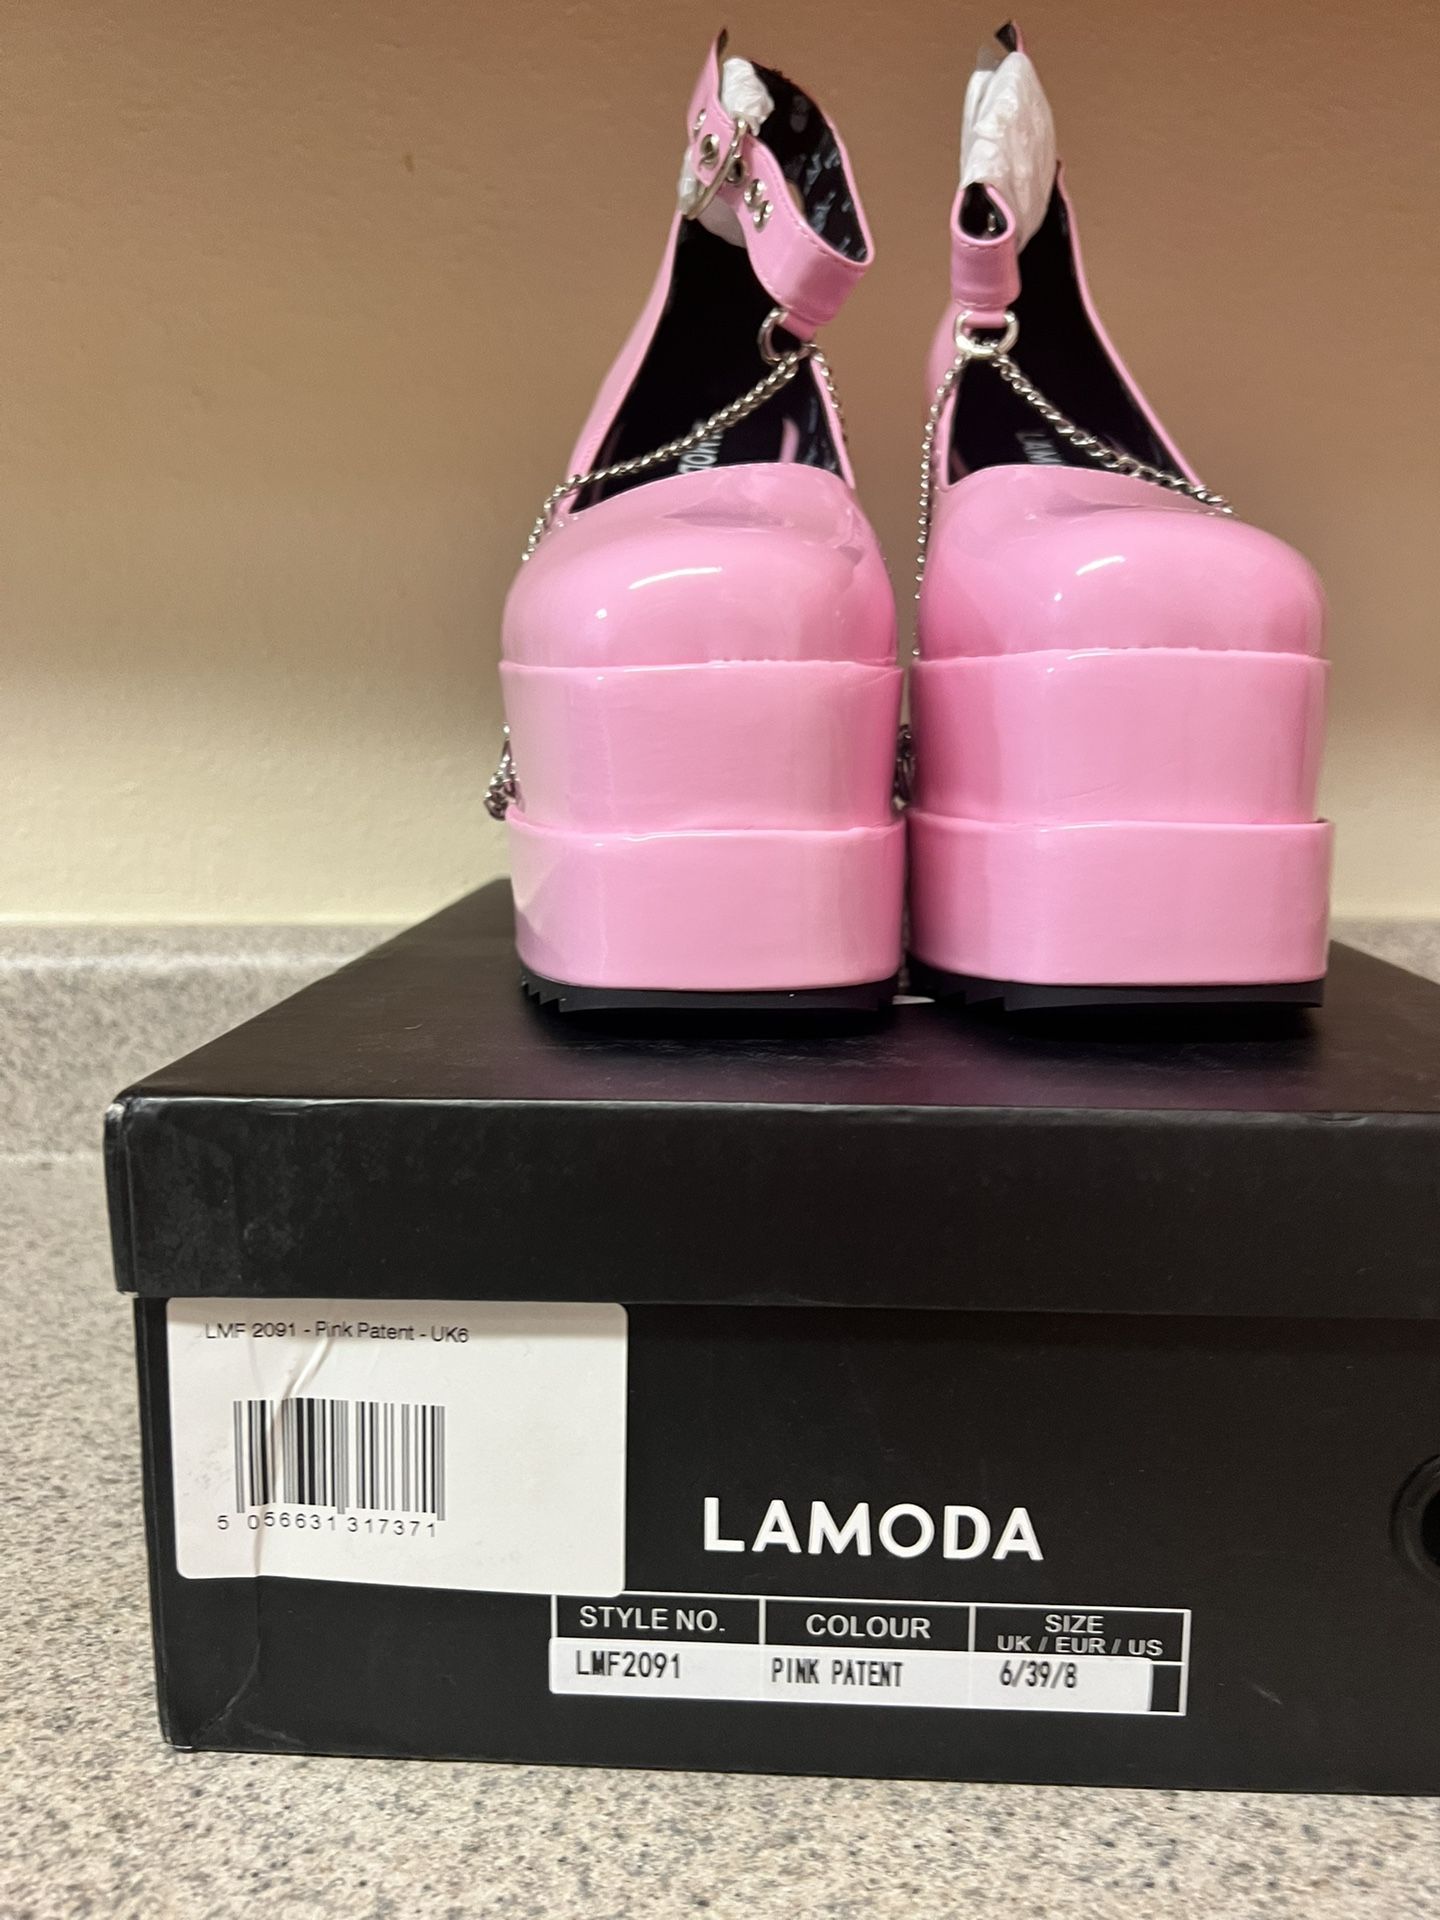 LAMO
LMF 2091 - Pink Patent - UK6
5 056631 317371
LAMODA
STYLE NO. COLOUR SIZE
UK / EUR / US
LMF2091 PINK PATENT 6/39/8